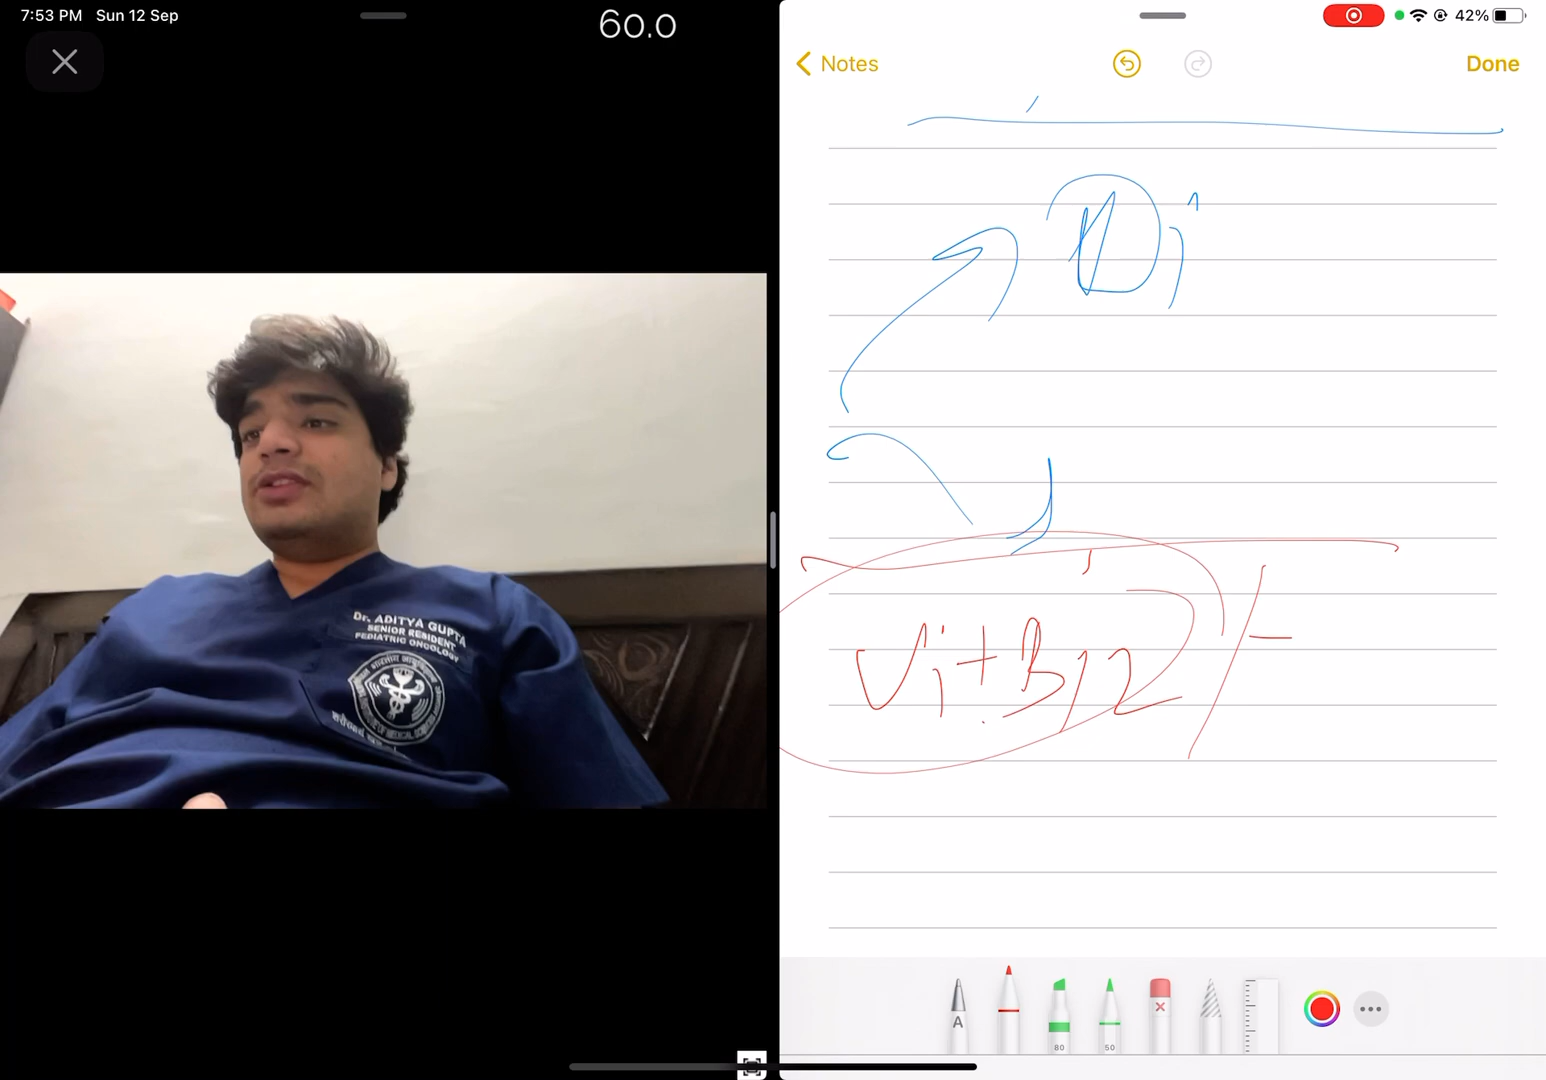 7:53 PM Sun 12 Sep
60.0
42%
Notes
Done
Vit B12
DR. ADITYA GUPTA
SENIOR RESIDENT
PEDIATRIC ONCOLOGY
A
80
50